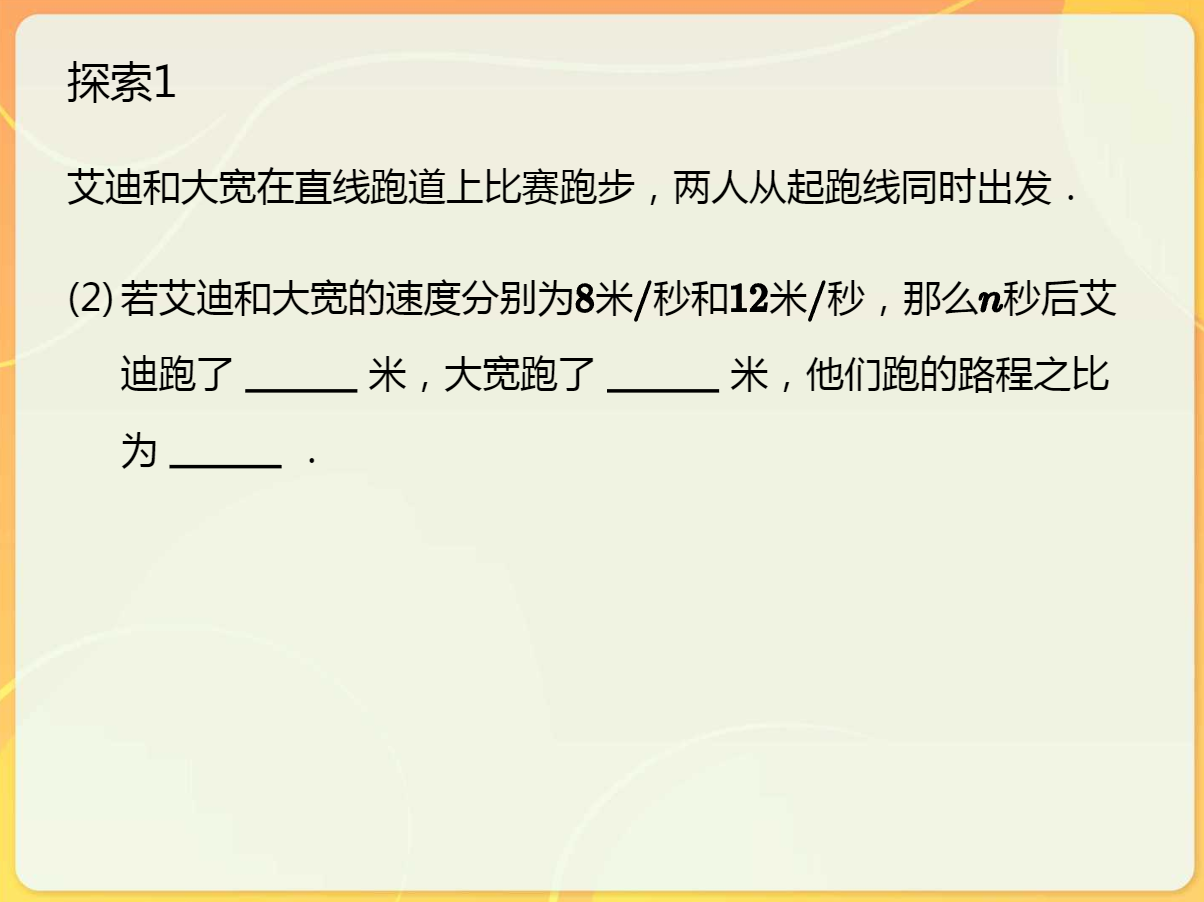 探索1
艾迪和大宽在直线跑道上比赛跑步，两人从起跑线同时出发．
(2) 若艾迪和大宽的速度分别为8米/秒和12米/秒，那么n秒后艾
迪跑了 ______ 米，大宽跑了 ______ 米，他们跑的路程之比
为 ______ ．